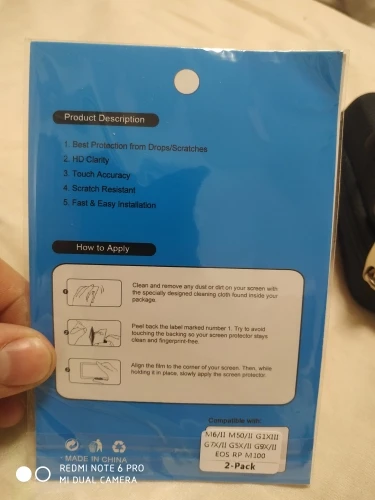 Product Description
1. Best Protection from Drops/Scratches
2. HD Clarity
3. Touch Accuracy
4. Scratch Resistant
5. Fast & Easy Installation
How to Apply
1
Clean and remove any dust or dirt on your screen with
the specially designed cleaning cloth found inside your
package.
2
Peel back the label marked number 1. Try to avoid
touching the backing so your screen protector stays
clean and fingerprint-free.
3
Align the film to the corner of your screen. Then, while
holding it in place, slowly apply the screen protector.
Compatible with
M6/II M50/II G1XIII
G7X/II G5X/II G9X/II
EOS RP M100
2-Pack
MADE IN CHINA
REDMI NOTE 6 PRO
MI DUAL CAMERA